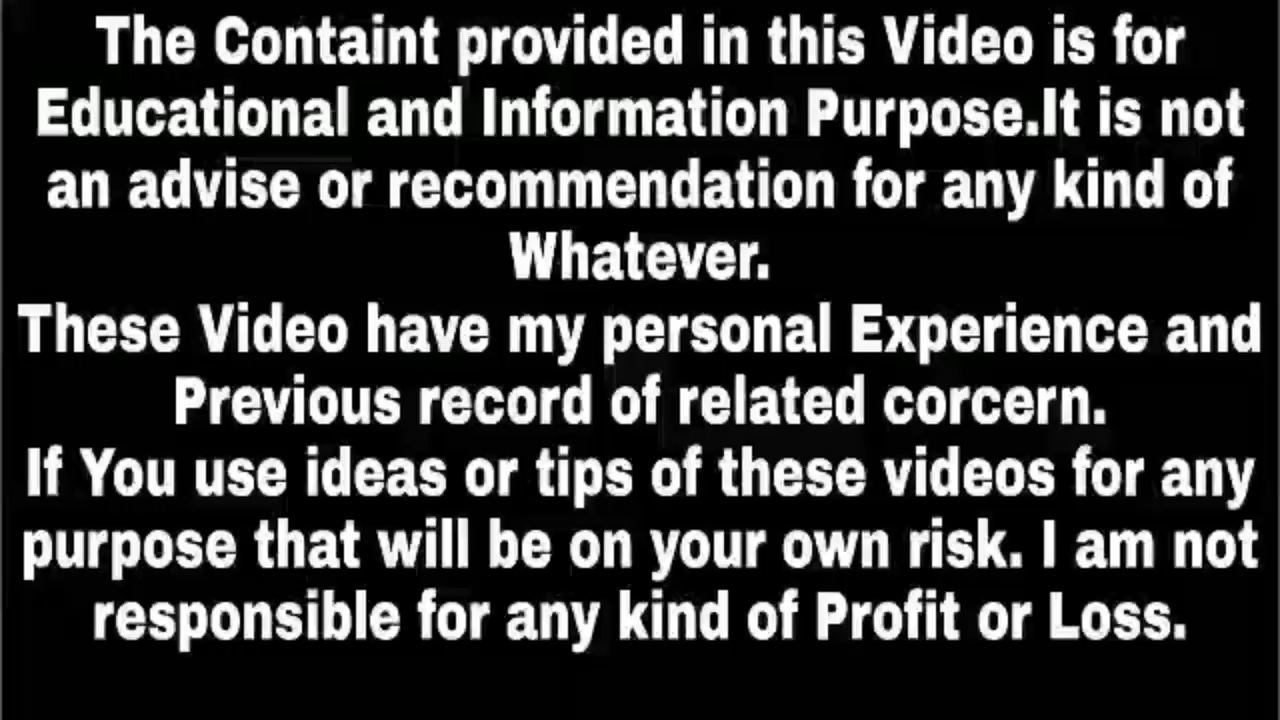 The Containt provided in this Video is for
Educational and Information Purpose.It is not
an advise or recommendation for any kind of
Whatever.
These Video have my personal Experience and
Previous record of related corcern.
If You use ideas or tips of these videos for any
purpose that will be on your own risk. I am not
responsible for any kind of Profit or Loss.